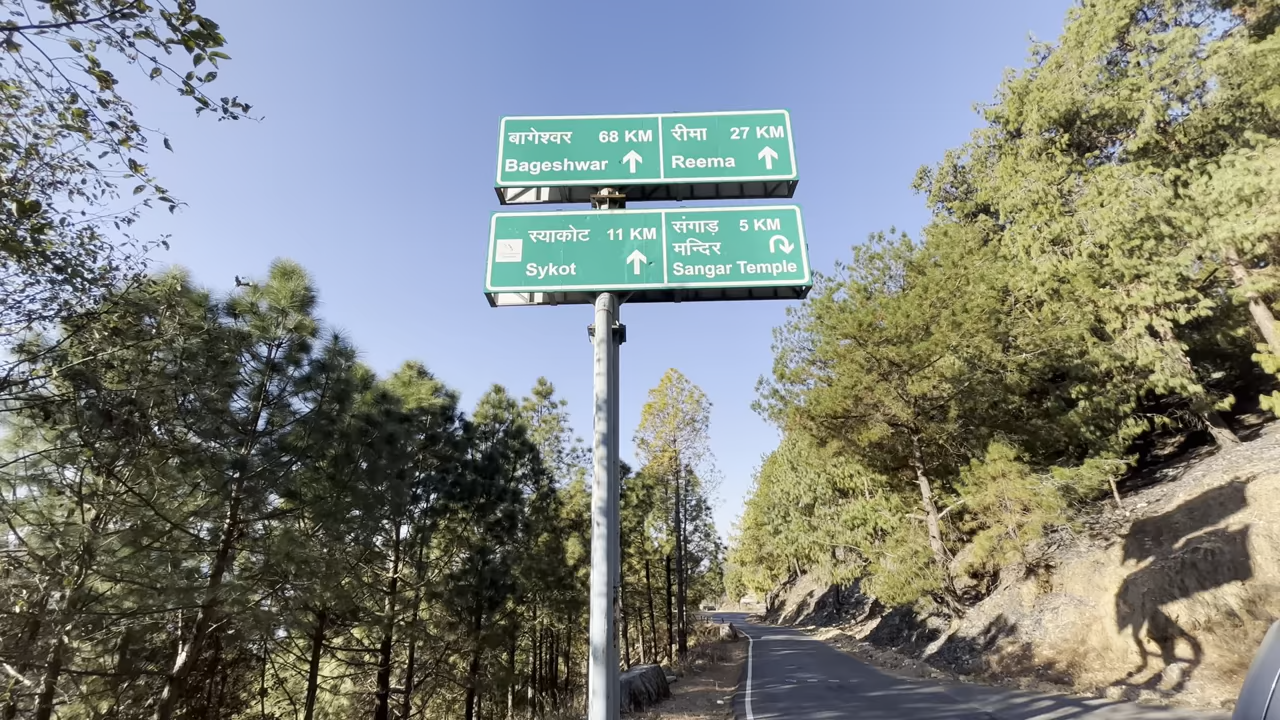 बागेश्वर 68 KM
Bageshwar
रीमा 27 KM
Reema
स्याकोट 11 KM
Sykot
संगाड़ 5 KM
मन्दिर
Sangar Temple